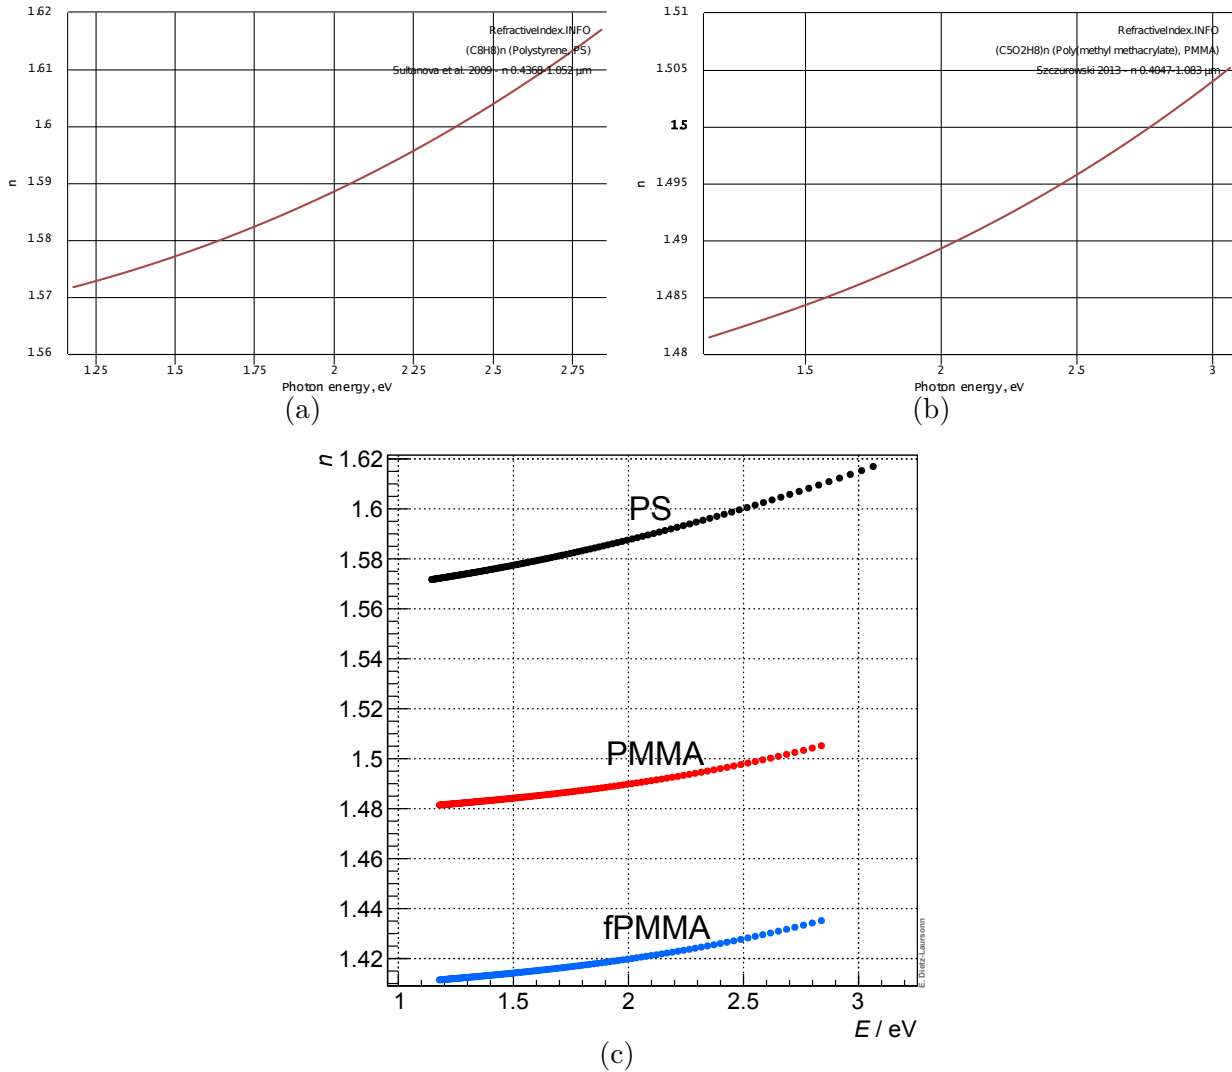 1.62
RefractiveIndex.INFO
(C8H8)n (Polystyrene, PS)
Sultanova et al. 2009 - n 0.4368-1.052 µm
1.61
1.6
1.59
n
1.58
1.57
1.56
1.25 1.5 1.75 2 2.25 2.5 2.75
Photon energy, eV
(a)
1.51
RefractiveIndex.INFO
(C5O2H8)n (Poly(methyl methacrylate), PMMA)
Szczurowski 2013 - n 0.4047-1.083 µm
1.505
1.5
1.495
n
1.49
1.485
1.48
1.5 2 2.5 3
Photon energy, eV
(b)
n
1.62
1.6
PS
1.58
1.56
1.54
1.52
1.5
PMMA
1.48
1.46
1.44
fPMMA
1.42
E. Dietz-Laursonn
1 1.5 2 2.5 3
E / eV
(c)